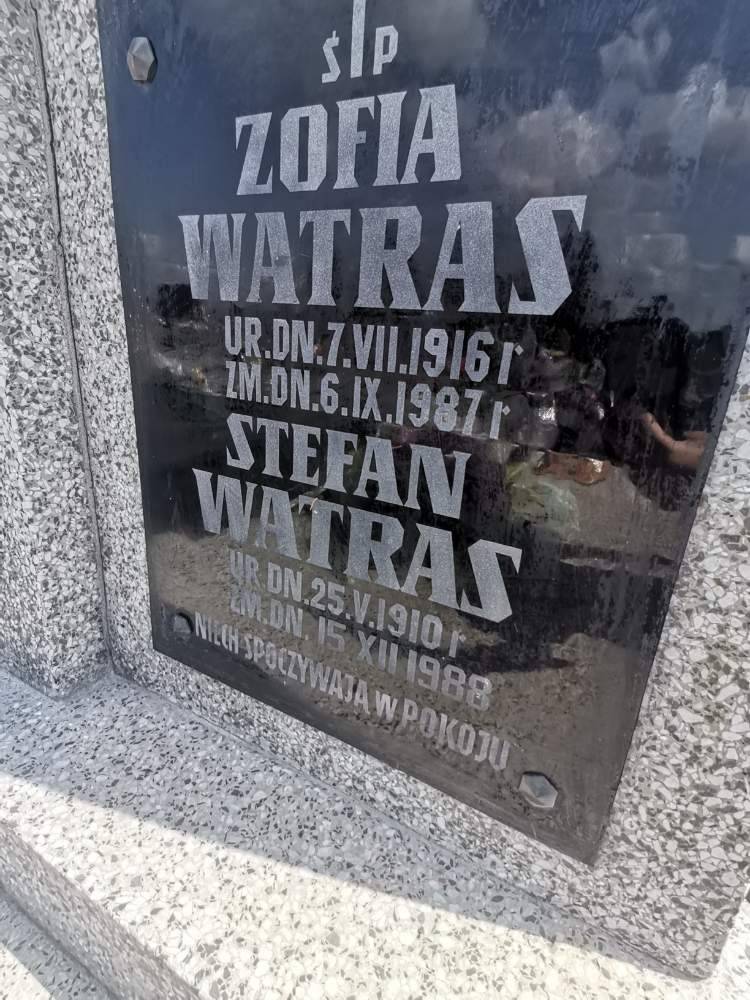 Ś P
ZOFIA
WATRAS
UR.DN.7.VII.1916 r
ZM.DN.6.IX.1987 r
STEFAN
WATRAS
UR DN.25.V.1910 r
ZM.DN. 15 XII 1988
NIECH SPOCZYWAJĄ W POKOJU